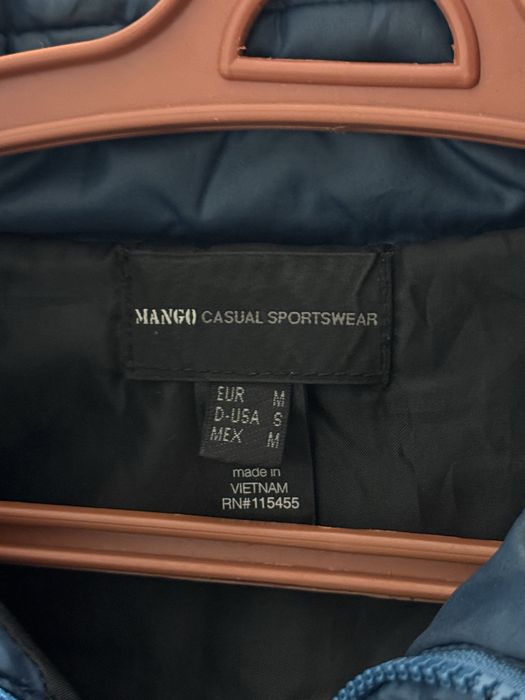 MANGO CASUAL SPORTSWEAR
EUR M
D-USA S
MEX M
made in
VIETNAM
RN#115455